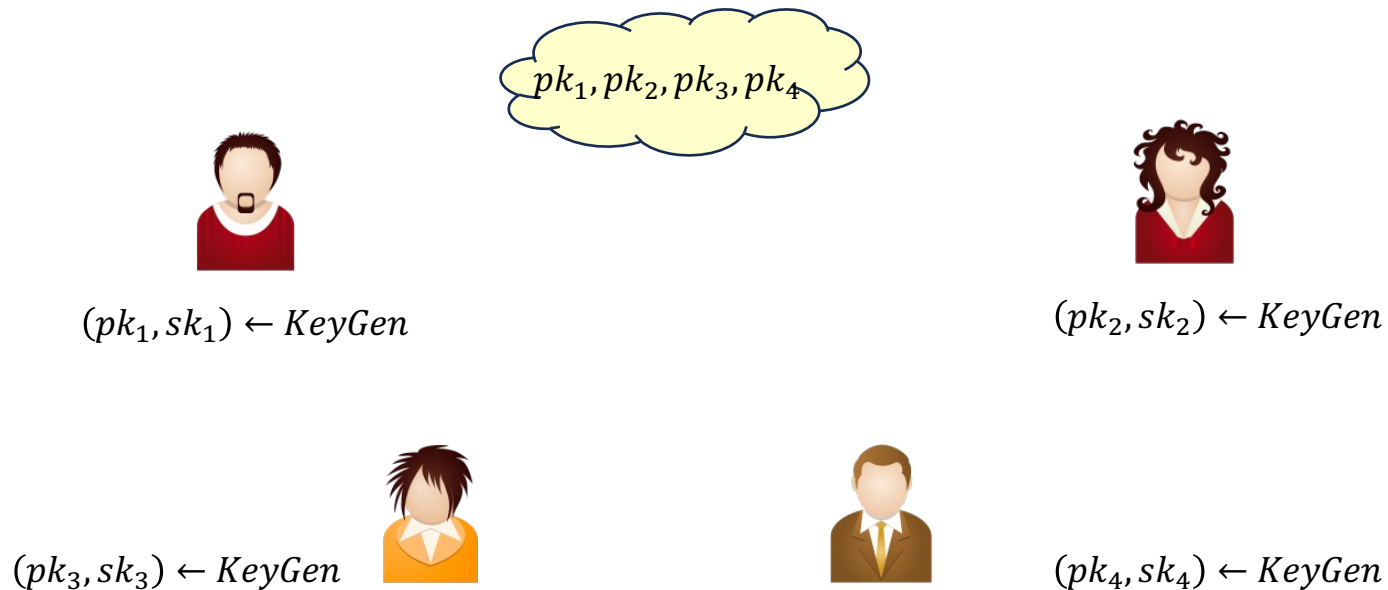 pk₁, pk₂, pk₃, pk₄
(pk₁, sk₁) ← KeyGen
(pk₂, sk₂) ← KeyGen
(pk₃, sk₃) ← KeyGen
(pk₄, sk₄) ← KeyGen